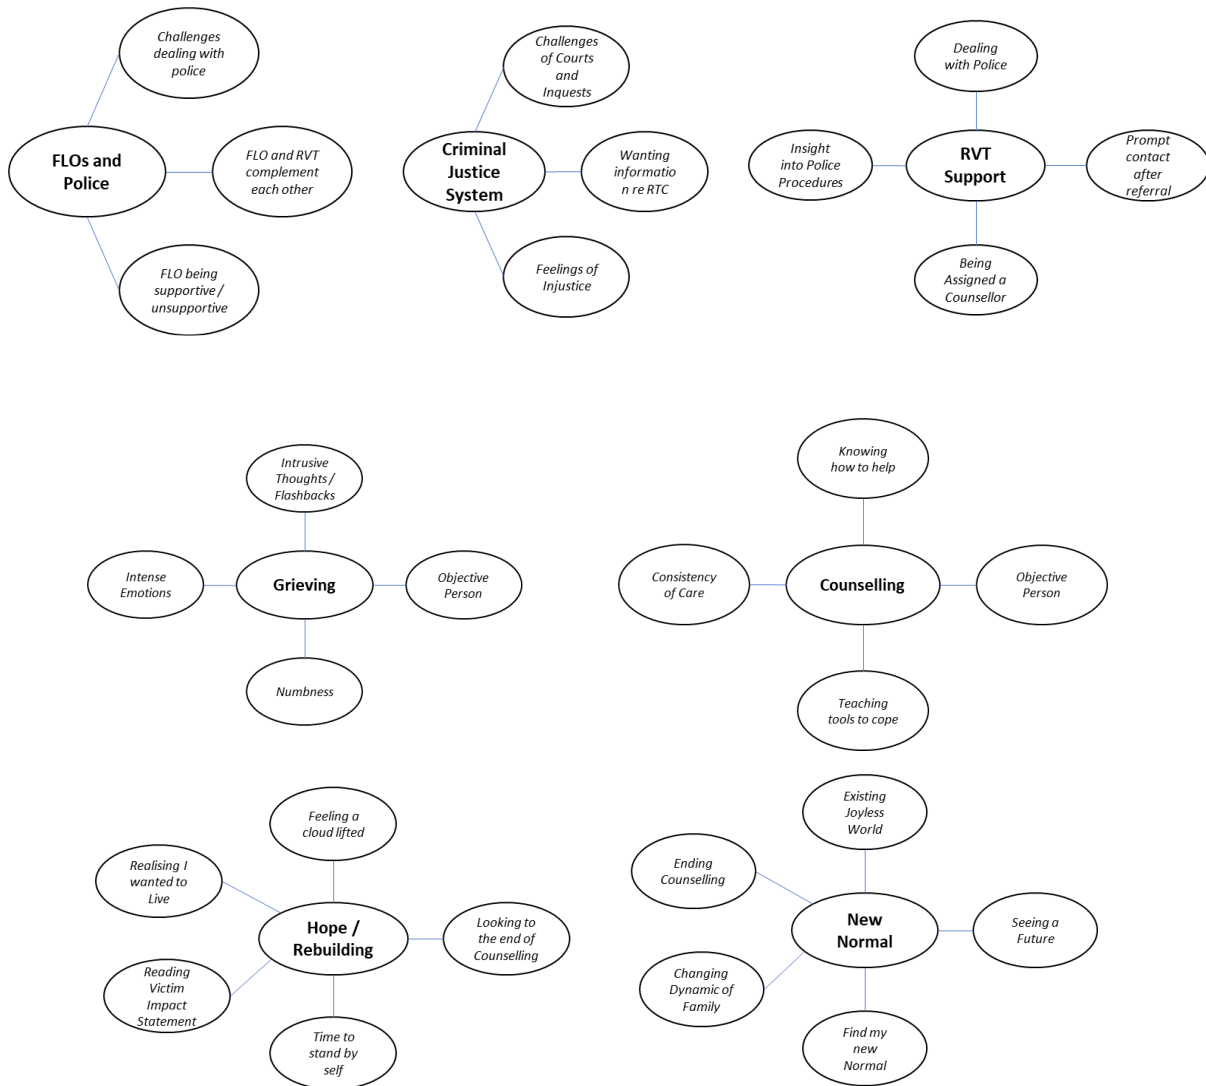 Challenges
dealing with
police
FLOs and
Police
FLO and RVT
complement
each other
FLO being
supportive /
unsupportive
Challenges
of Courts
and
Inquests
Criminal
Justice
System
Wanting
informatio
n re RTC
Feelings of
Injustice
Dealing
with Police
Insight
into Police
Procedures
RVT
Support
Prompt
contact
after
referral
Being
Assigned a
Counsellor
Intrusive
Thoughts /
Flashbacks
Intense
Emotions
Grieving
Objective
Person
Numbness
Knowing
how to help
Consistency
of Care
Counselling
Objective
Person
Teaching
tools to cope
Feeling a
cloud lifted
Realising I
wanted to
Live
Hope /
Rebuilding
Looking to
the end of
Counselling
Reading
Victim
Impact
Statement
Time to
stand by
self
Existing
Joyless
World
Ending
Counselling
New
Normal
Seeing a
Future
Changing
Dynamic of
Family
Find my
new
Normal